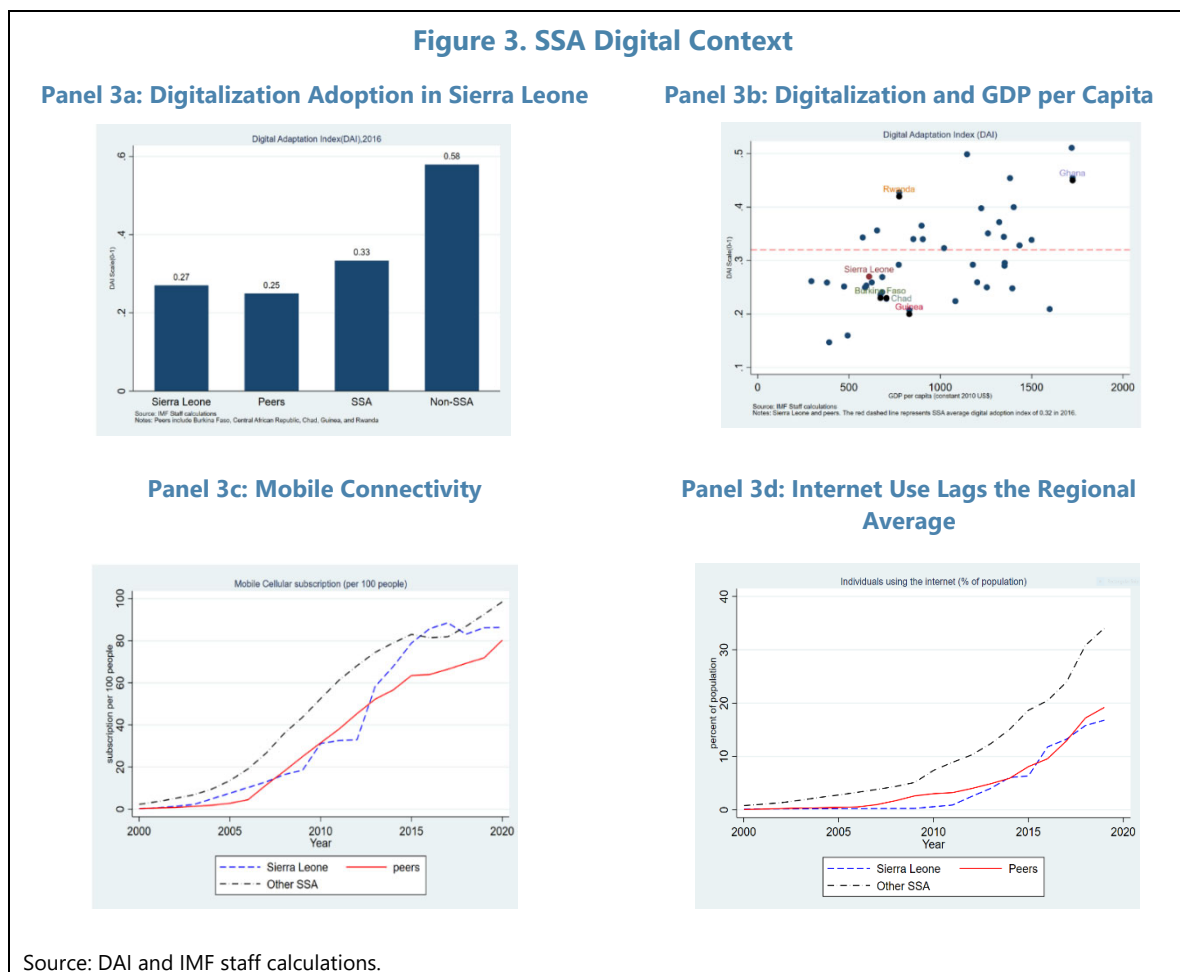 Figure 3. SSA Digital Context
Panel 3a: Digitalization Adoption in Sierra Leone
Digital Adaptation Index(DAI),2016
DAI Scale(0-1)
.6
.4
.2
0
0.27
0.25
0.33
0.58
Sierra Leone
Peers
SSA
Non-SSA
Source: IMF Staff calculations
Notes: Peers include Burkina Faso, Central African Republic, Chad, Guinea, and Rwanda
Panel 3b: Digitalization and GDP per Capita
Digital Adaptation Index (DAI)
DAI Scale(0-1)
.5
.4
.3
.2
.1
Ghana
Rwanda
Sierra Leone
Burkina Faso
Chad
Guinea
0
500
1000
1500
2000
GDP per capita (constant 2010 US$)
Source: IMF Staff calculations
Notes: Sierra Leone and peers. The red dashed line represents SSA average digital adoption index of 0.32 in 2016.
Panel 3c: Mobile Connectivity
Mobile Cellular subscription (per 100 people)
subscription per 100 people
100
80
60
40
20
0
2000
2005
2010
2015
2020
Year
Sierra Leone
peers
Other SSA
Panel 3d: Internet Use Lags the Regional
Average
Individuals using the internet (% of population)
percent of population
40
30
20
10
0
2000
2005
2010
2015
2020
Year
Sierra Leone
Peers
Other SSA
Source: DAI and IMF staff calculations.